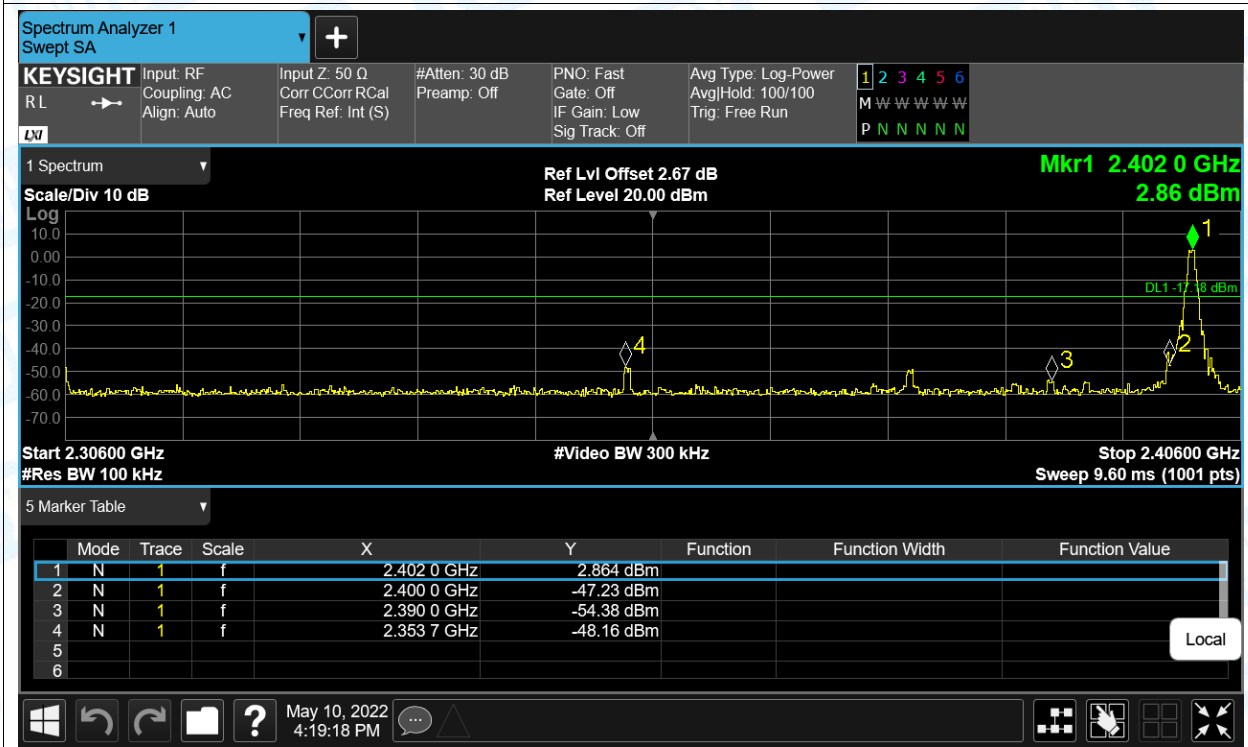 Spectrum Analyzer 1
Swept SA
KEYSIGHT
R L
LXI
Input: RF
Coupling: AC
Align: Auto
Input Z: 50 Ω
Corr CCorr RCal
Freq Ref: Int (S)
#Atten: 30 dB
Preamp: Off
PNO: Fast
Gate: Off
IF Gain: Low
Sig Track: Off
Avg Type: Log-Power
Avg|Hold: 100/100
Trig: Free Run
1 2 3 4 5 6
M W W W W W
P N N N N N
1 Spectrum
Scale/Div 10 dB
Ref Lvl Offset 2.67 dB
Ref Level 20.00 dBm
Mkr1 2.402 0 GHz
2.86 dBm
Log
10.0
0.00
-10.0
-20.0
-30.0
-40.0
-50.0
-60.0
-70.0
1
DL1 -17.18 dBm
4
3
2
Start 2.30600 GHz
#Res BW 100 kHz
#Video BW 300 kHz
Stop 2.40600 GHz
Sweep 9.60 ms (1001 pts)
5 Marker Table
Mode Trace Scale X Y Function Function Width Function Value
1 N 1 f 2.402 0 GHz 2.864 dBm
2 N 1 f 2.400 0 GHz -47.23 dBm
3 N 1 f 2.390 0 GHz -54.38 dBm
4 N 1 f 2.353 7 GHz -48.16 dBm
5
6
Local
?
May 10, 2022
4:19:18 PM